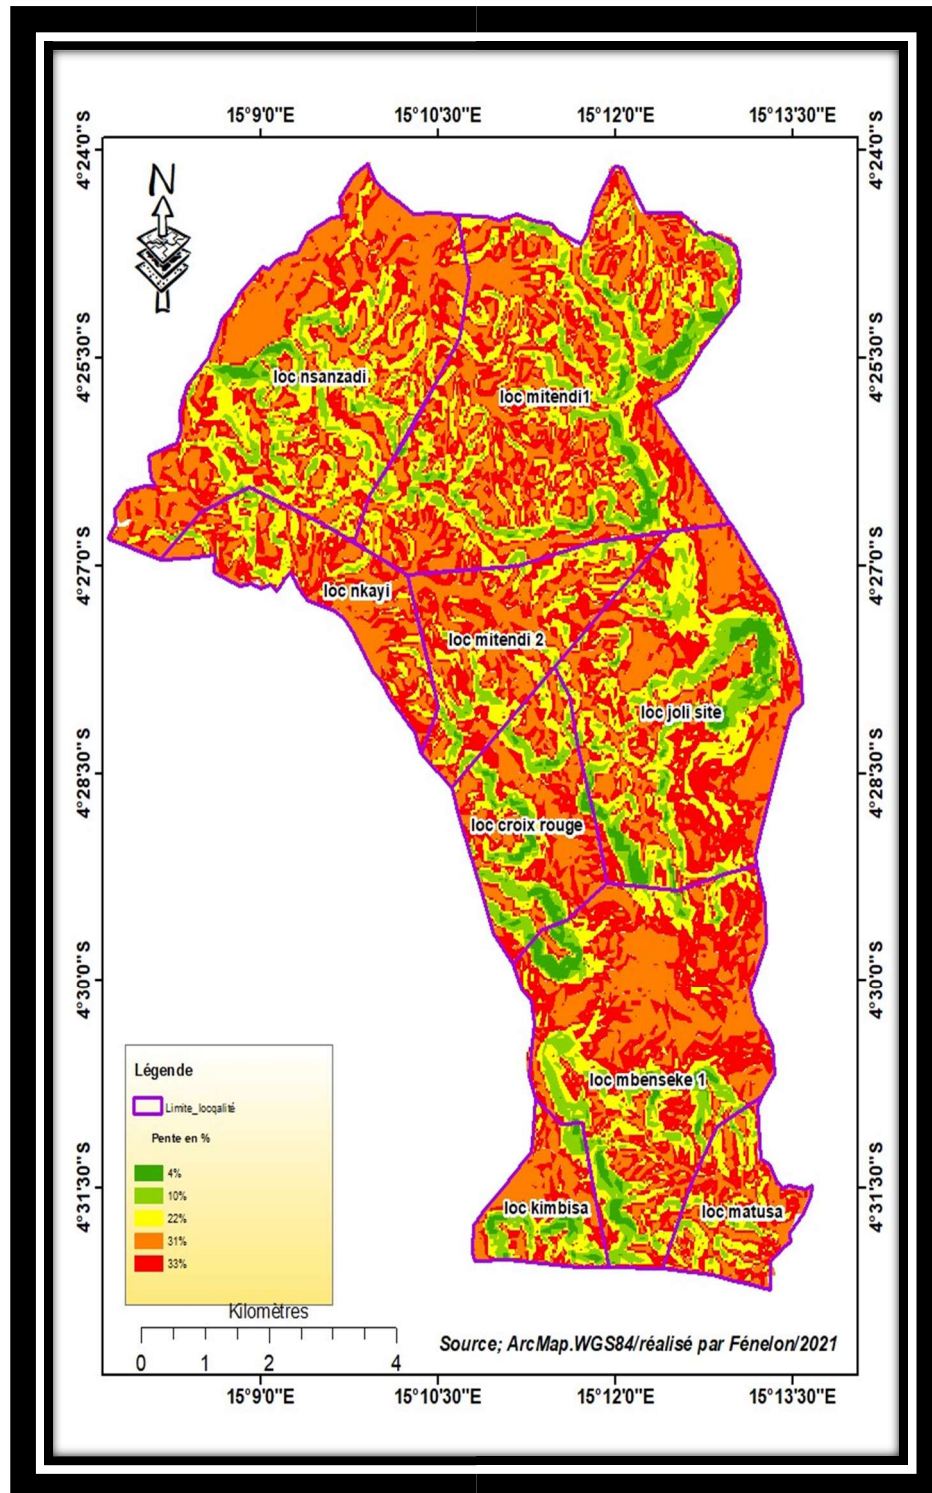 15°9'0"E 15°10'30"E 15°12'0"E 15°13'30"E
4°24'0"S 4°24'0"S
N
4°25'30"S 4°25'30"S
loc nsanzadi
loc mitendi1
4°27'0"S 4°27'0"S
loc nkayi
loc mitendi 2
loc joli site
4°28'30"S 4°28'30"S
loc croix rouge
4°30'0"S 4°30'0"S
Légende
loc mbenseke 1
Limite_locqalité
Pente en %
4%
4°31'30"S 4°31'30"S
10%
loc kimbisa
loc matusa
22%
31%
33%
Kilomètres
0 1 2 4
Source; ArcMap.WGS84/réalisé par Fénelon/2021
15°9'0"E 15°10'30"E 15°12'0"E 15°13'30"E